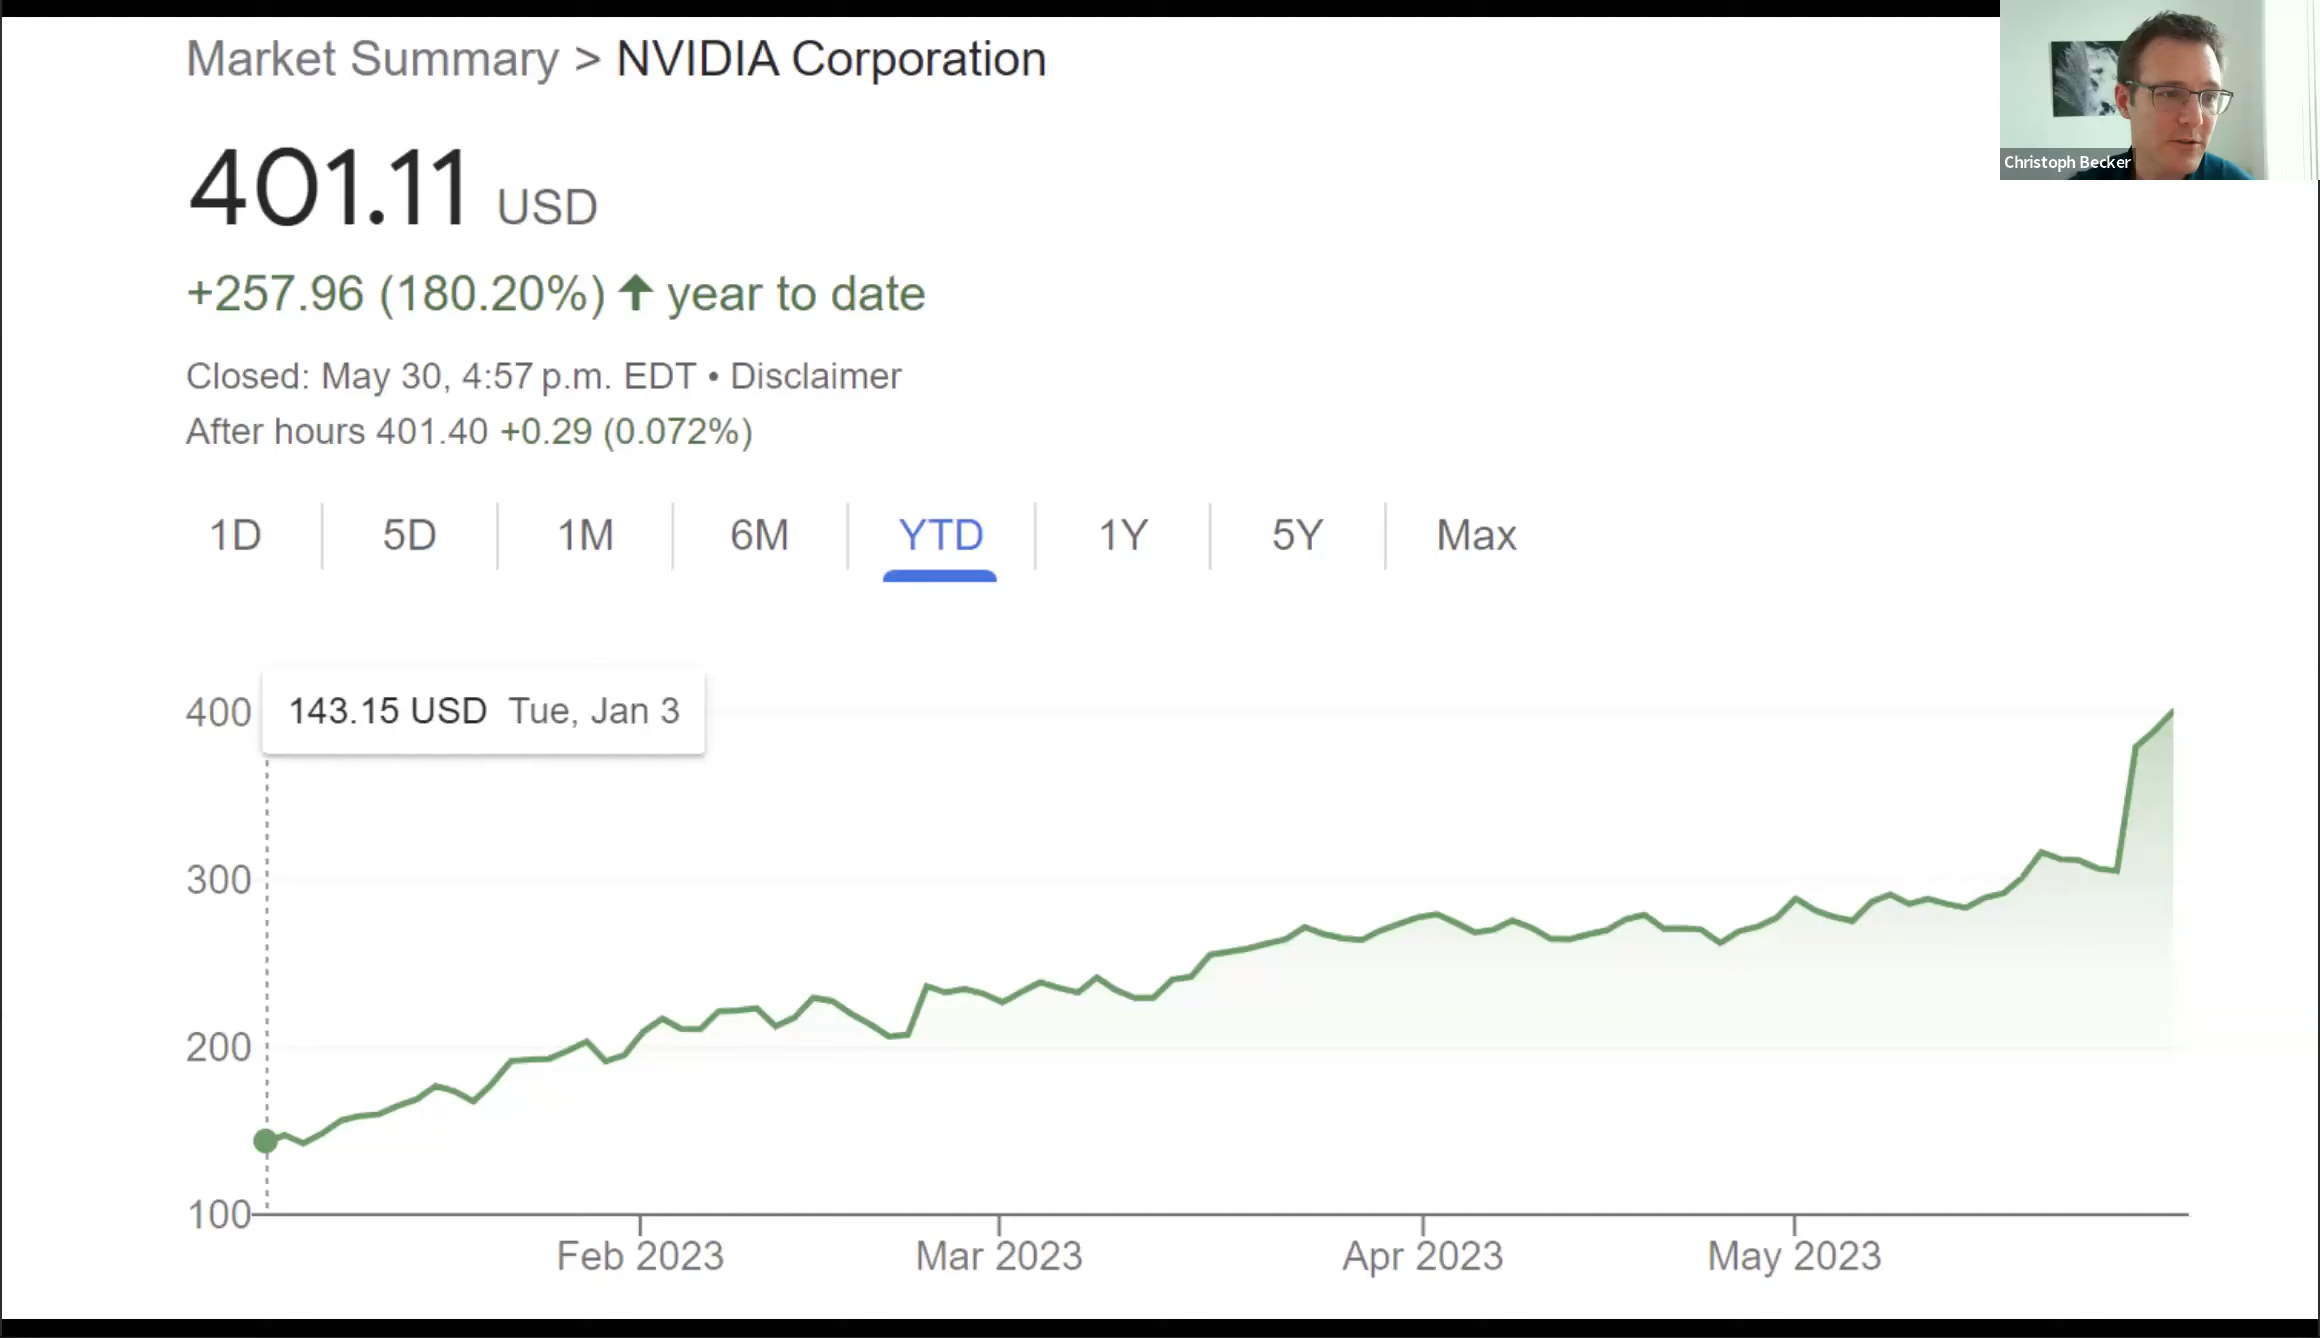 Market Summary > NVIDIA Corporation
Christoph Becker
401.11 USD
+257.96 (180.20%) ↑ year to date
Closed: May 30, 4:57 p.m. EDT • Disclaimer
After hours 401.40 +0.29 (0.072%)
1D 5D 1M 6M YTD 1Y 5Y Max
400
143.15 USD Tue, Jan 3
300
200
100
Feb 2023 Mar 2023 Apr 2023 May 2023